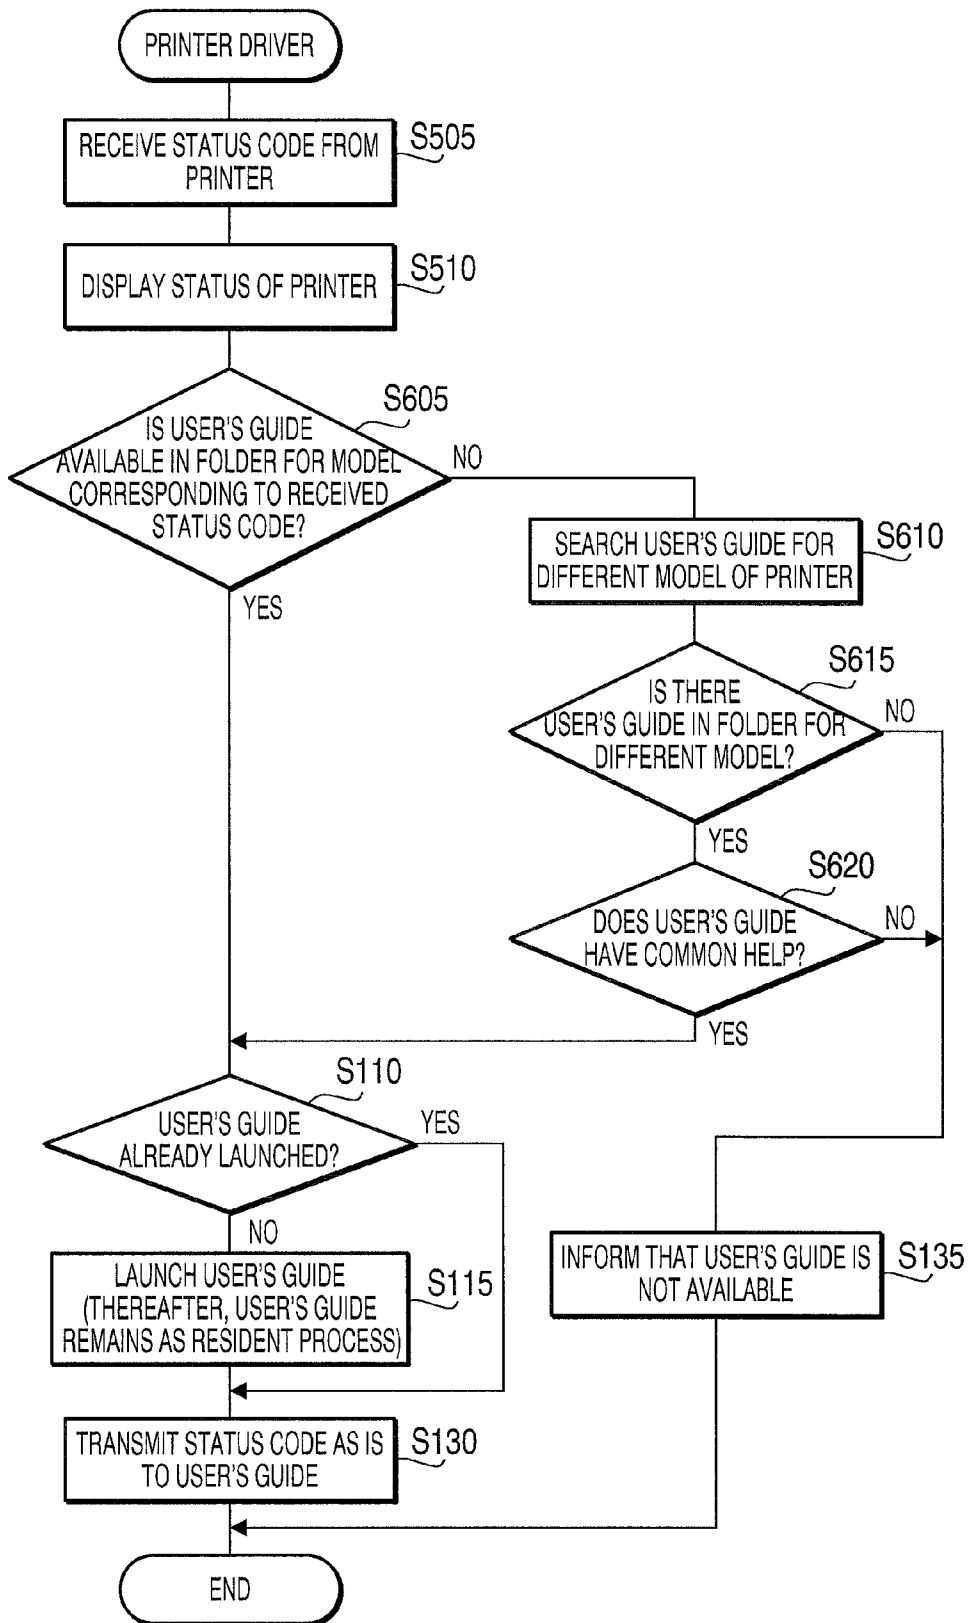 PRINTER DRIVER
RECEIVE STATUS CODE FROM
PRINTER
S505
DISPLAY STATUS OF PRINTER
S510
IS USER'S GUIDE
AVAILABLE IN FOLDER FOR MODEL
CORRESPONDING TO RECEIVED
STATUS CODE?
S605
NO
YES
SEARCH USER'S GUIDE FOR
DIFFERENT MODEL OF PRINTER
S610
IS THERE
USER'S GUIDE IN FOLDER FOR
DIFFERENT MODEL?
S615
NO
YES
DOES USER'S GUIDE
HAVE COMMON HELP?
S620
NO
YES
USER'S GUIDE
ALREADY LAUNCHED?
S110
YES
NO
LAUNCH USER'S GUIDE
(THEREAFTER, USER'S GUIDE
REMAINS AS RESIDENT PROCESS)
S115
INFORM THAT USER'S GUIDE IS
NOT AVAILABLE
S135
TRANSMIT STATUS CODE AS IS
TO USER'S GUIDE
S130
END